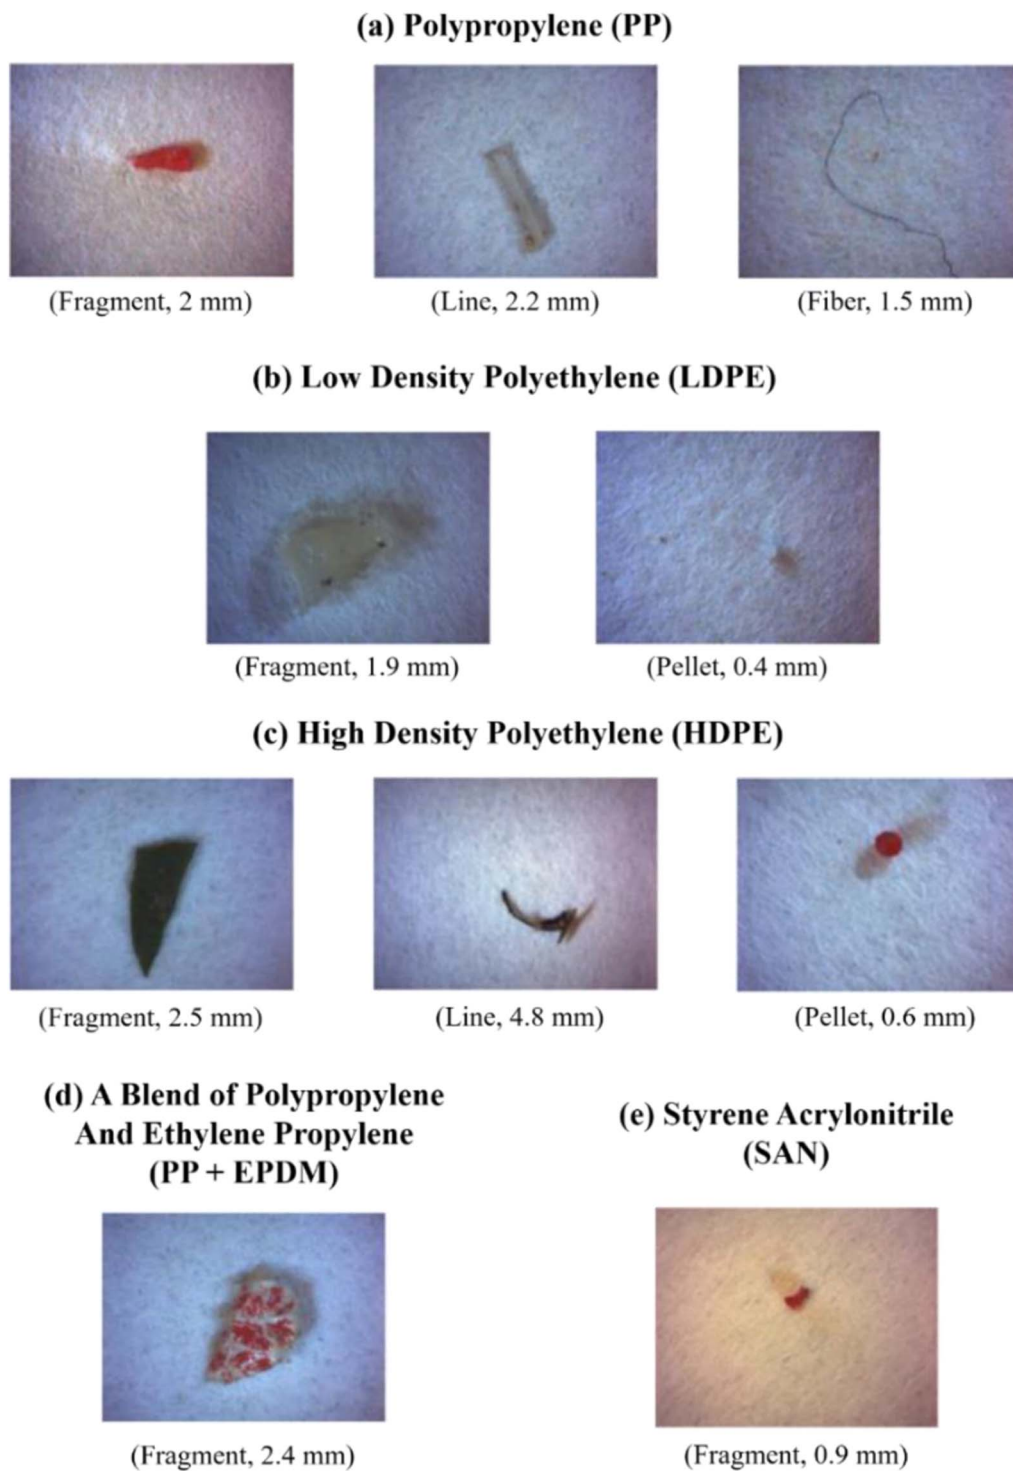 (a) Polypropylene (PP)
(Fragment, 2 mm)
(Line, 2.2 mm)
(Fiber, 1.5 mm)
(b) Low Density Polyethylene (LDPE)
(Fragment, 1.9 mm)
(Pellet, 0.4 mm)
(c) High Density Polyethylene (HDPE)
(Fragment, 2.5 mm)
(Line, 4.8 mm)
(Pellet, 0.6 mm)
(d) A Blend of Polypropylene
And Ethylene Propylene
(PP + EPDM)
(Fragment, 2.4 mm)
(e) Styrene Acrylonitrile
(SAN)
(Fragment, 0.9 mm)